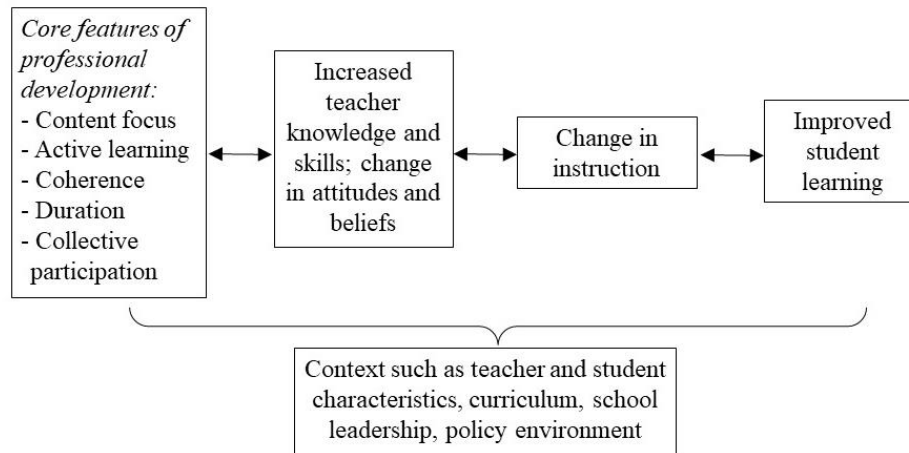 Core features of
professional
development:
- Content focus
- Active learning
- Coherence
- Duration
- Collective
participation
Increased
teacher
knowledge and
skills; change
in attitudes and
beliefs
Change in
instruction
Improved
student
learning
Context such as teacher and student
characteristics, curriculum, school
leadership, policy environment